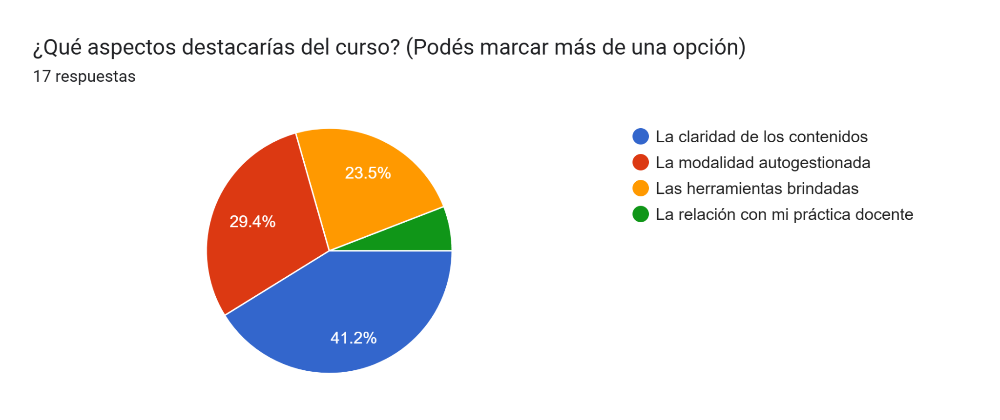 ¿Qué aspectos destacarías del curso? (Podés marcar más de una opción)
17 respuestas
23.5%
29.4%
41.2%
La claridad de los contenidos
La modalidad autogestionada
Las herramientas brindadas
La relación con mi práctica docente